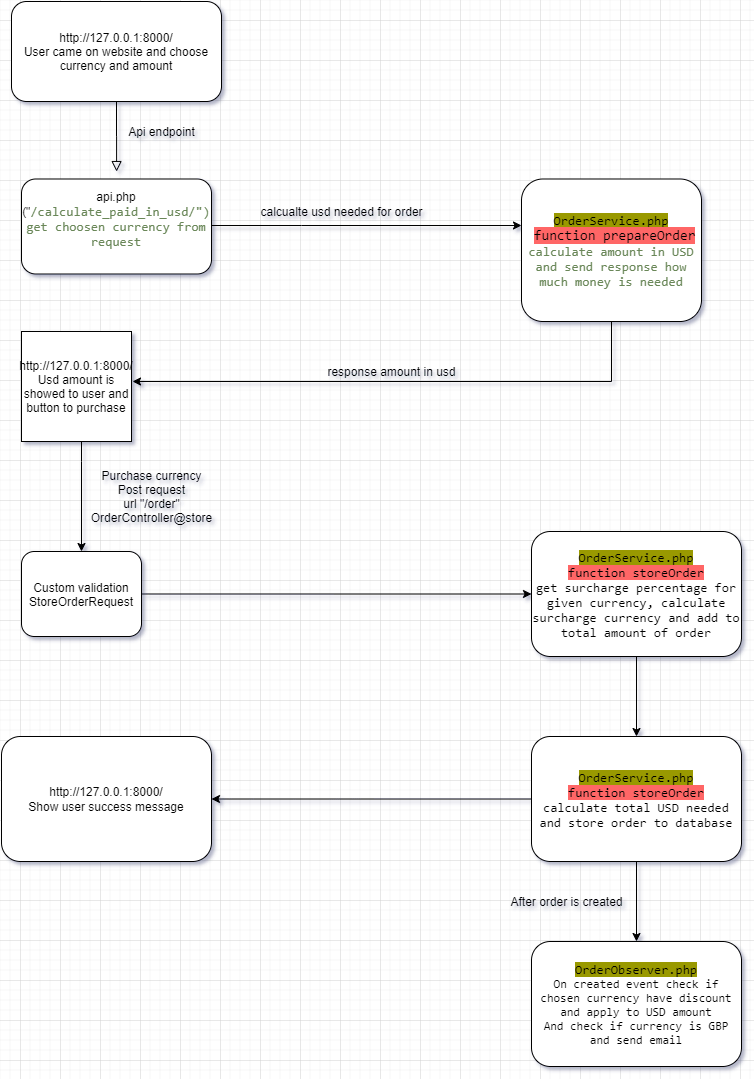 http://127.0.0.1:8000/
User came on website and choose
currency and amount
Api endpoint
api.php
("/calculate_paid_in_usd/")
get choosen currency from
request
calcualte usd needed for order
OrderService.php
function prepareOrder
calculate amount in USD
and send response how
much money is needed
http://127.0.0.1:8000/
Usd amount is
showed to user and
button to purchase
response amount in usd
Purchase currency
Post request
url "/order"
OrderController@store
Custom validation
StoreOrderRequest
OrderService.php
function storeOrder
get surcharge percentage for
given currency, calculate
surcharge currency and add to
total amount of order
http://127.0.0.1:8000/
Show user success message
OrderService.php
function storeOrder
calculate total USD needed
and store order to database
After order is created
OrderObserver.php
On created event check if
chosen currency have discount
and apply to USD amount
And check if currency is GBP
and send email